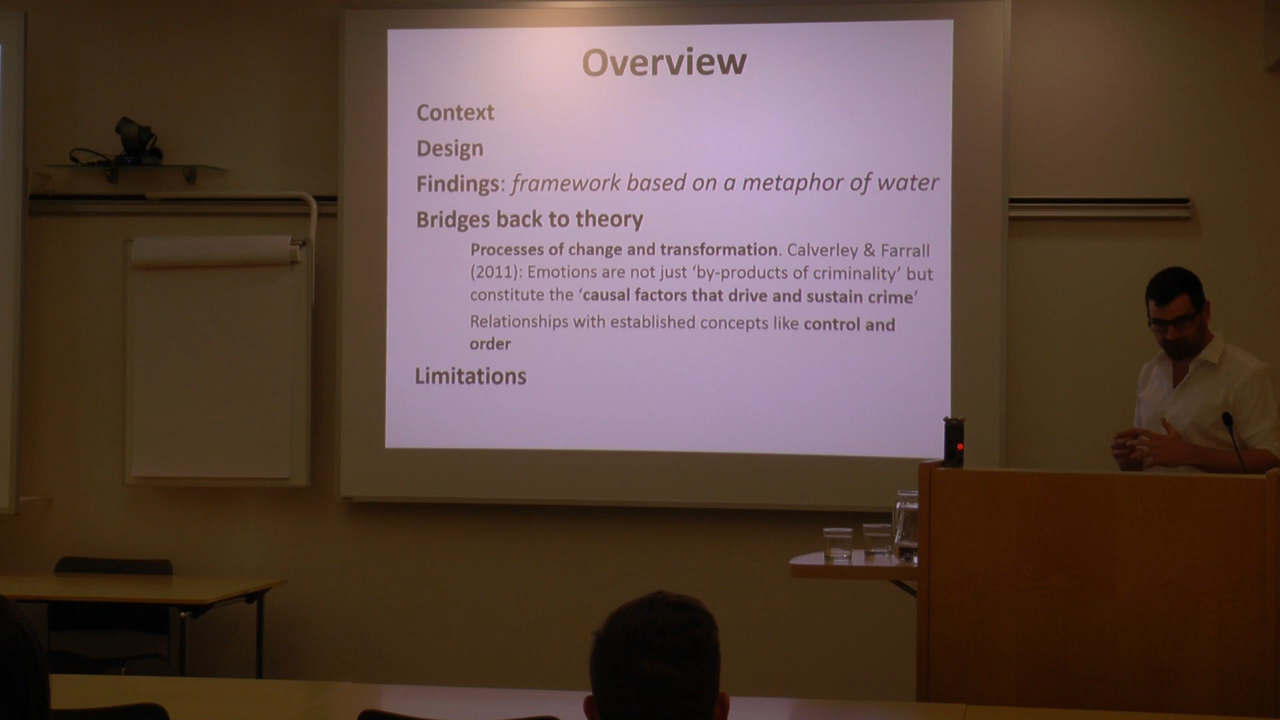 Overview
Context
Design
Findings: framework based on a metaphor of water
Bridges back to theory
Processes of change and transformation. Calverley & Farrall
(2011): Emotions are not just ‘by-products of criminality’ but
constitute the ‘causal factors that drive and sustain crime’
Relationships with established concepts like control and
order
Limitations